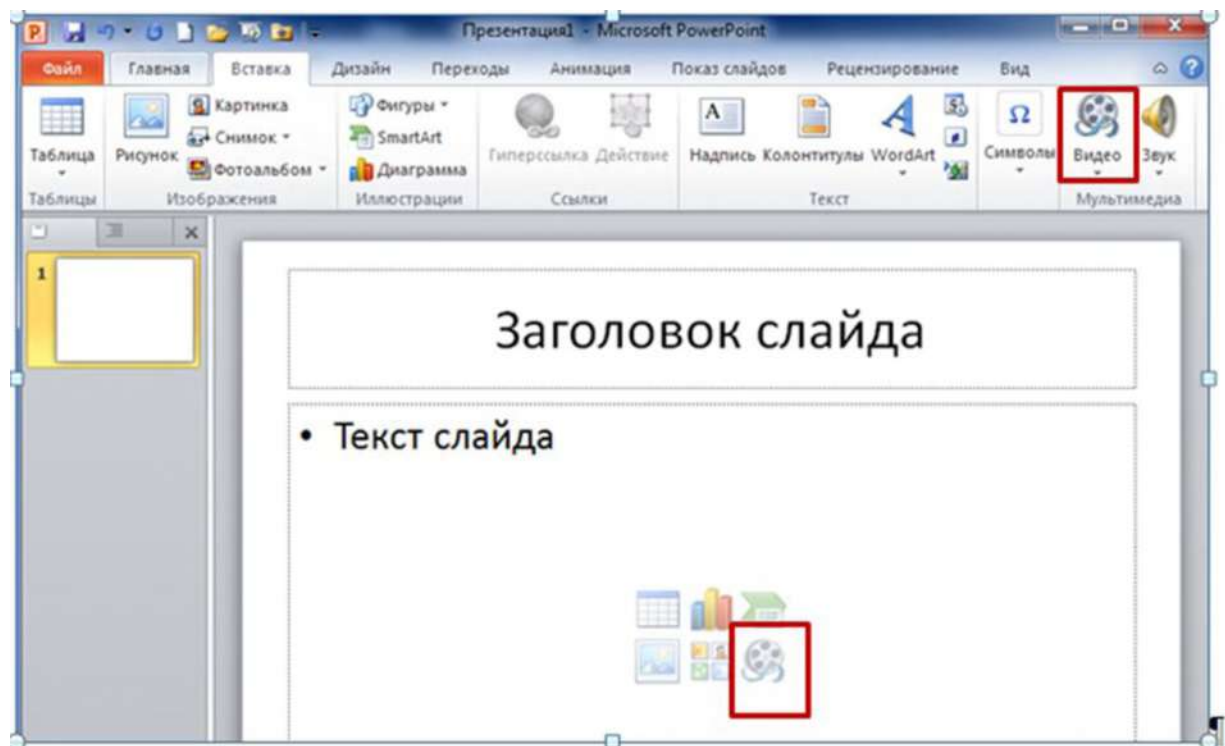 Презентация1 - Microsoft PowerPoint
Файл Главная Вставка Дизайн Переходы Анимация Показ слайдов Рецензирование Вид
Таблица
Рисунок
Картинка
Снимок
Фотоальбом
Фигуры
SmartArt
Диаграмма
Гиперссылка Действие
Надпись Колонтитулы WordArt
Символы
Видео
Звук
Таблицы Изображения Иллюстрации Ссылки Текст Мультимедиа
1
Заголовок слайда
• Текст слайда
¶